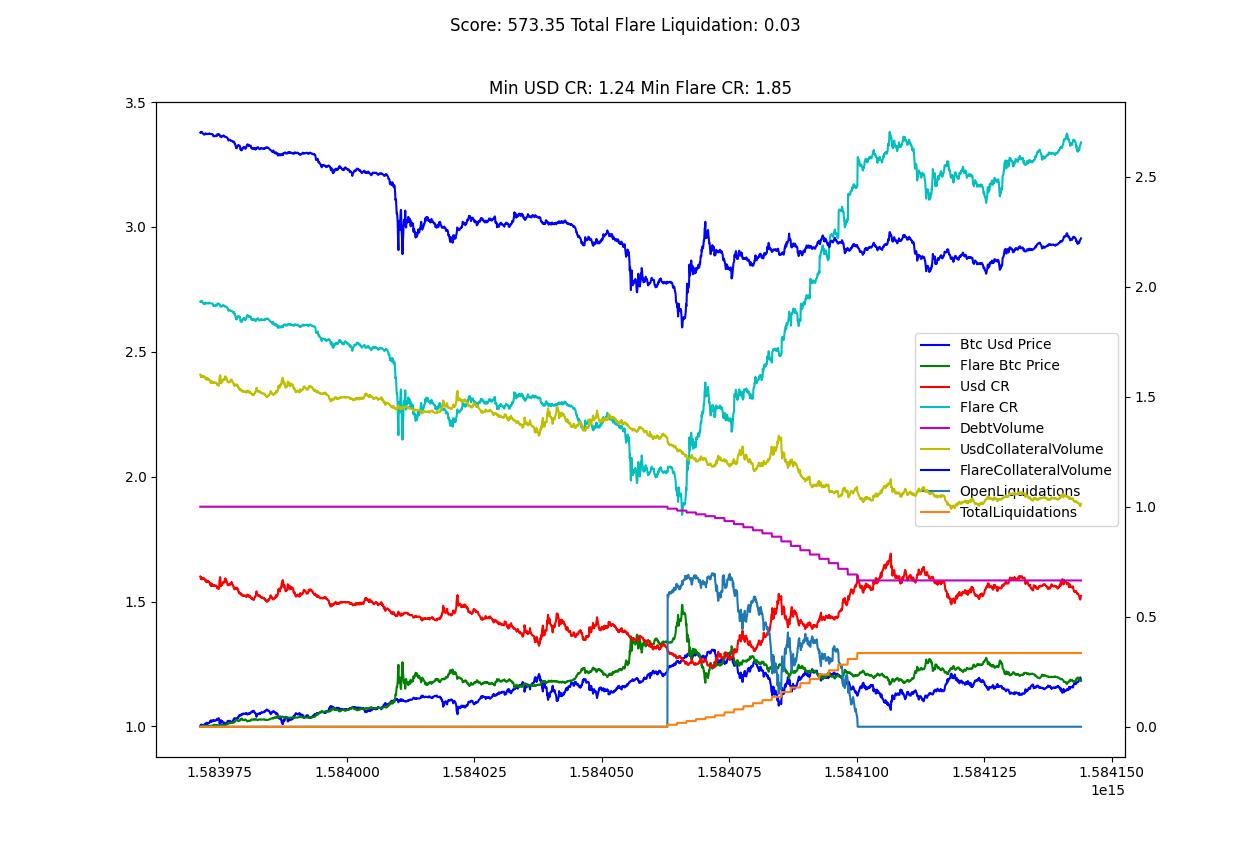 Score: 573.35 Total Flare Liquidation: 0.03
Min USD CR: 1.24 Min Flare CR: 1.85
3.5
3.0
2.5
2.0
1.5
1.0
2.5
2.0
1.5
1.0
0.5
0.0
Btc Usd Price
Flare Btc Price
Usd CR
Flare CR
DebtVolume
UsdCollateralVolume
FlareCollateralVolume
OpenLiquidations
TotalLiquidations
1.583975 1.584000 1.584025 1.584050 1.584075 1.584100 1.584125 1.584150
1e15